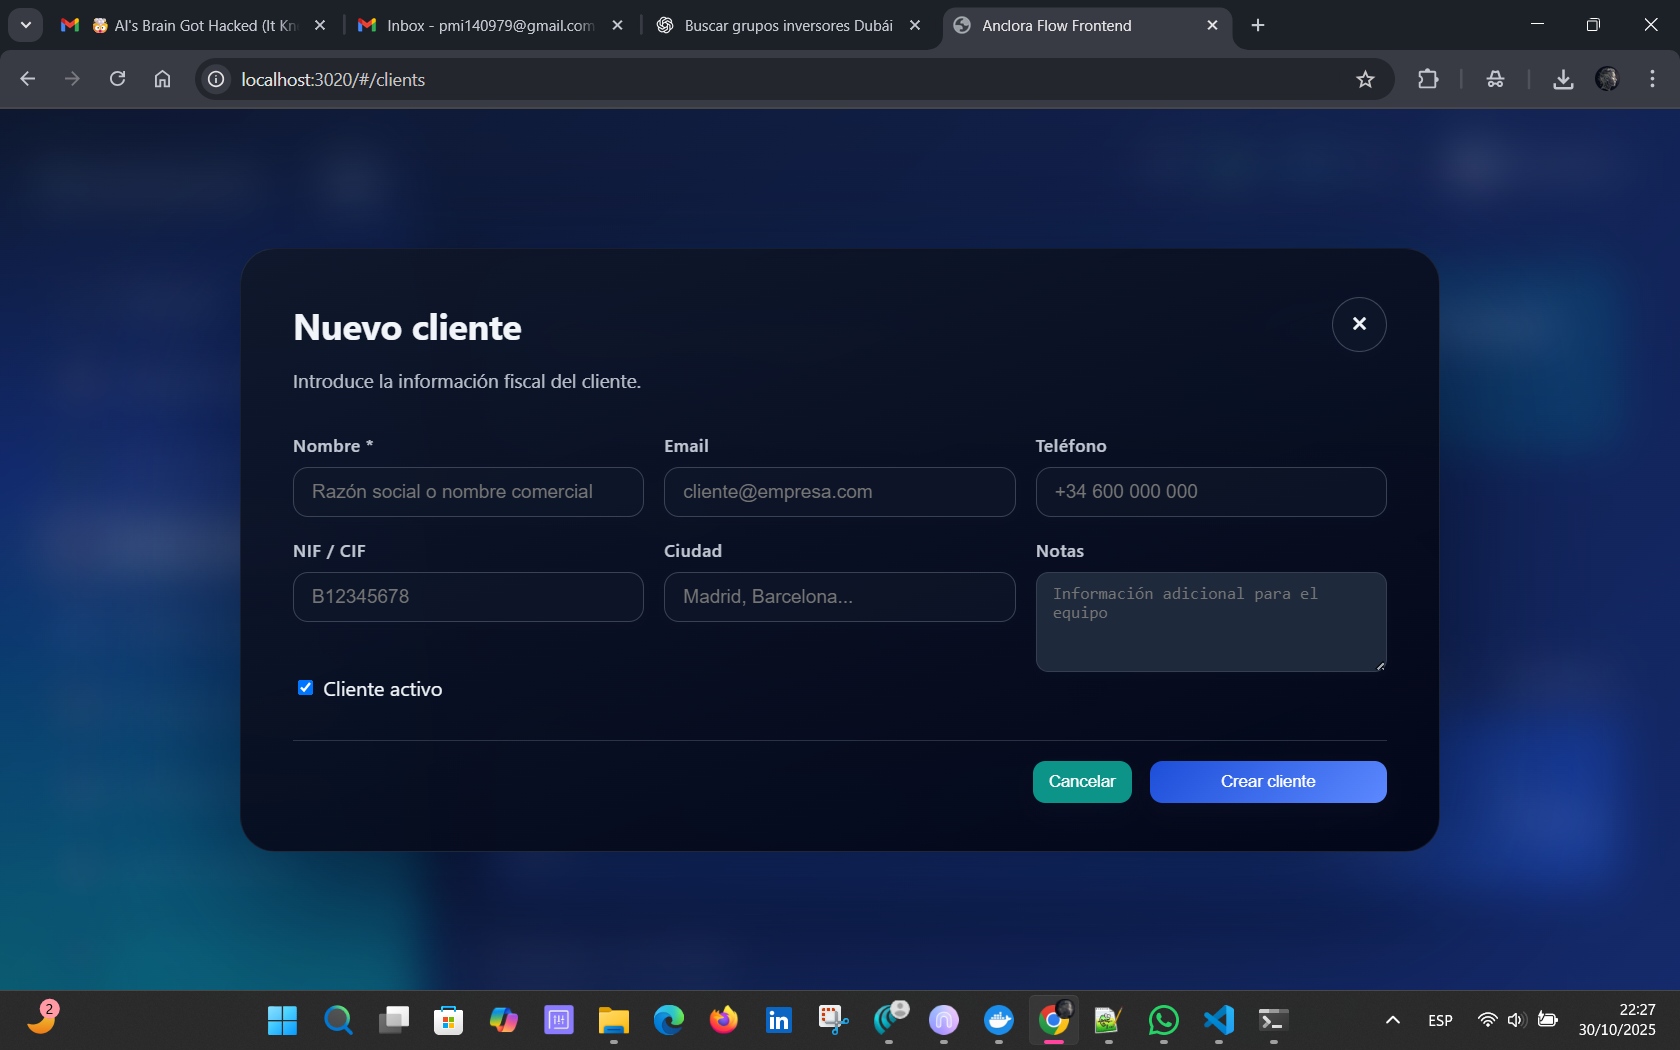 🤯 AI's Brain Got Hacked (It Kn
Inbox - pmi140979@gmail.com
Buscar grupos inversores Dubái
Anclora Flow Frontend
localhost:3020/#/clients
Nuevo cliente
Introduce la información fiscal del cliente.
Nombre *
Email
Teléfono
Razón social o nombre comercial
cliente@empresa.com
+34 600 000 000
NIF / CIF
Ciudad
Notas
B12345678
Madrid, Barcelona...
Información adicional para el
equipo
Cliente activo
Cancelar
Crear cliente
2
ESP
22:27
30/10/2025